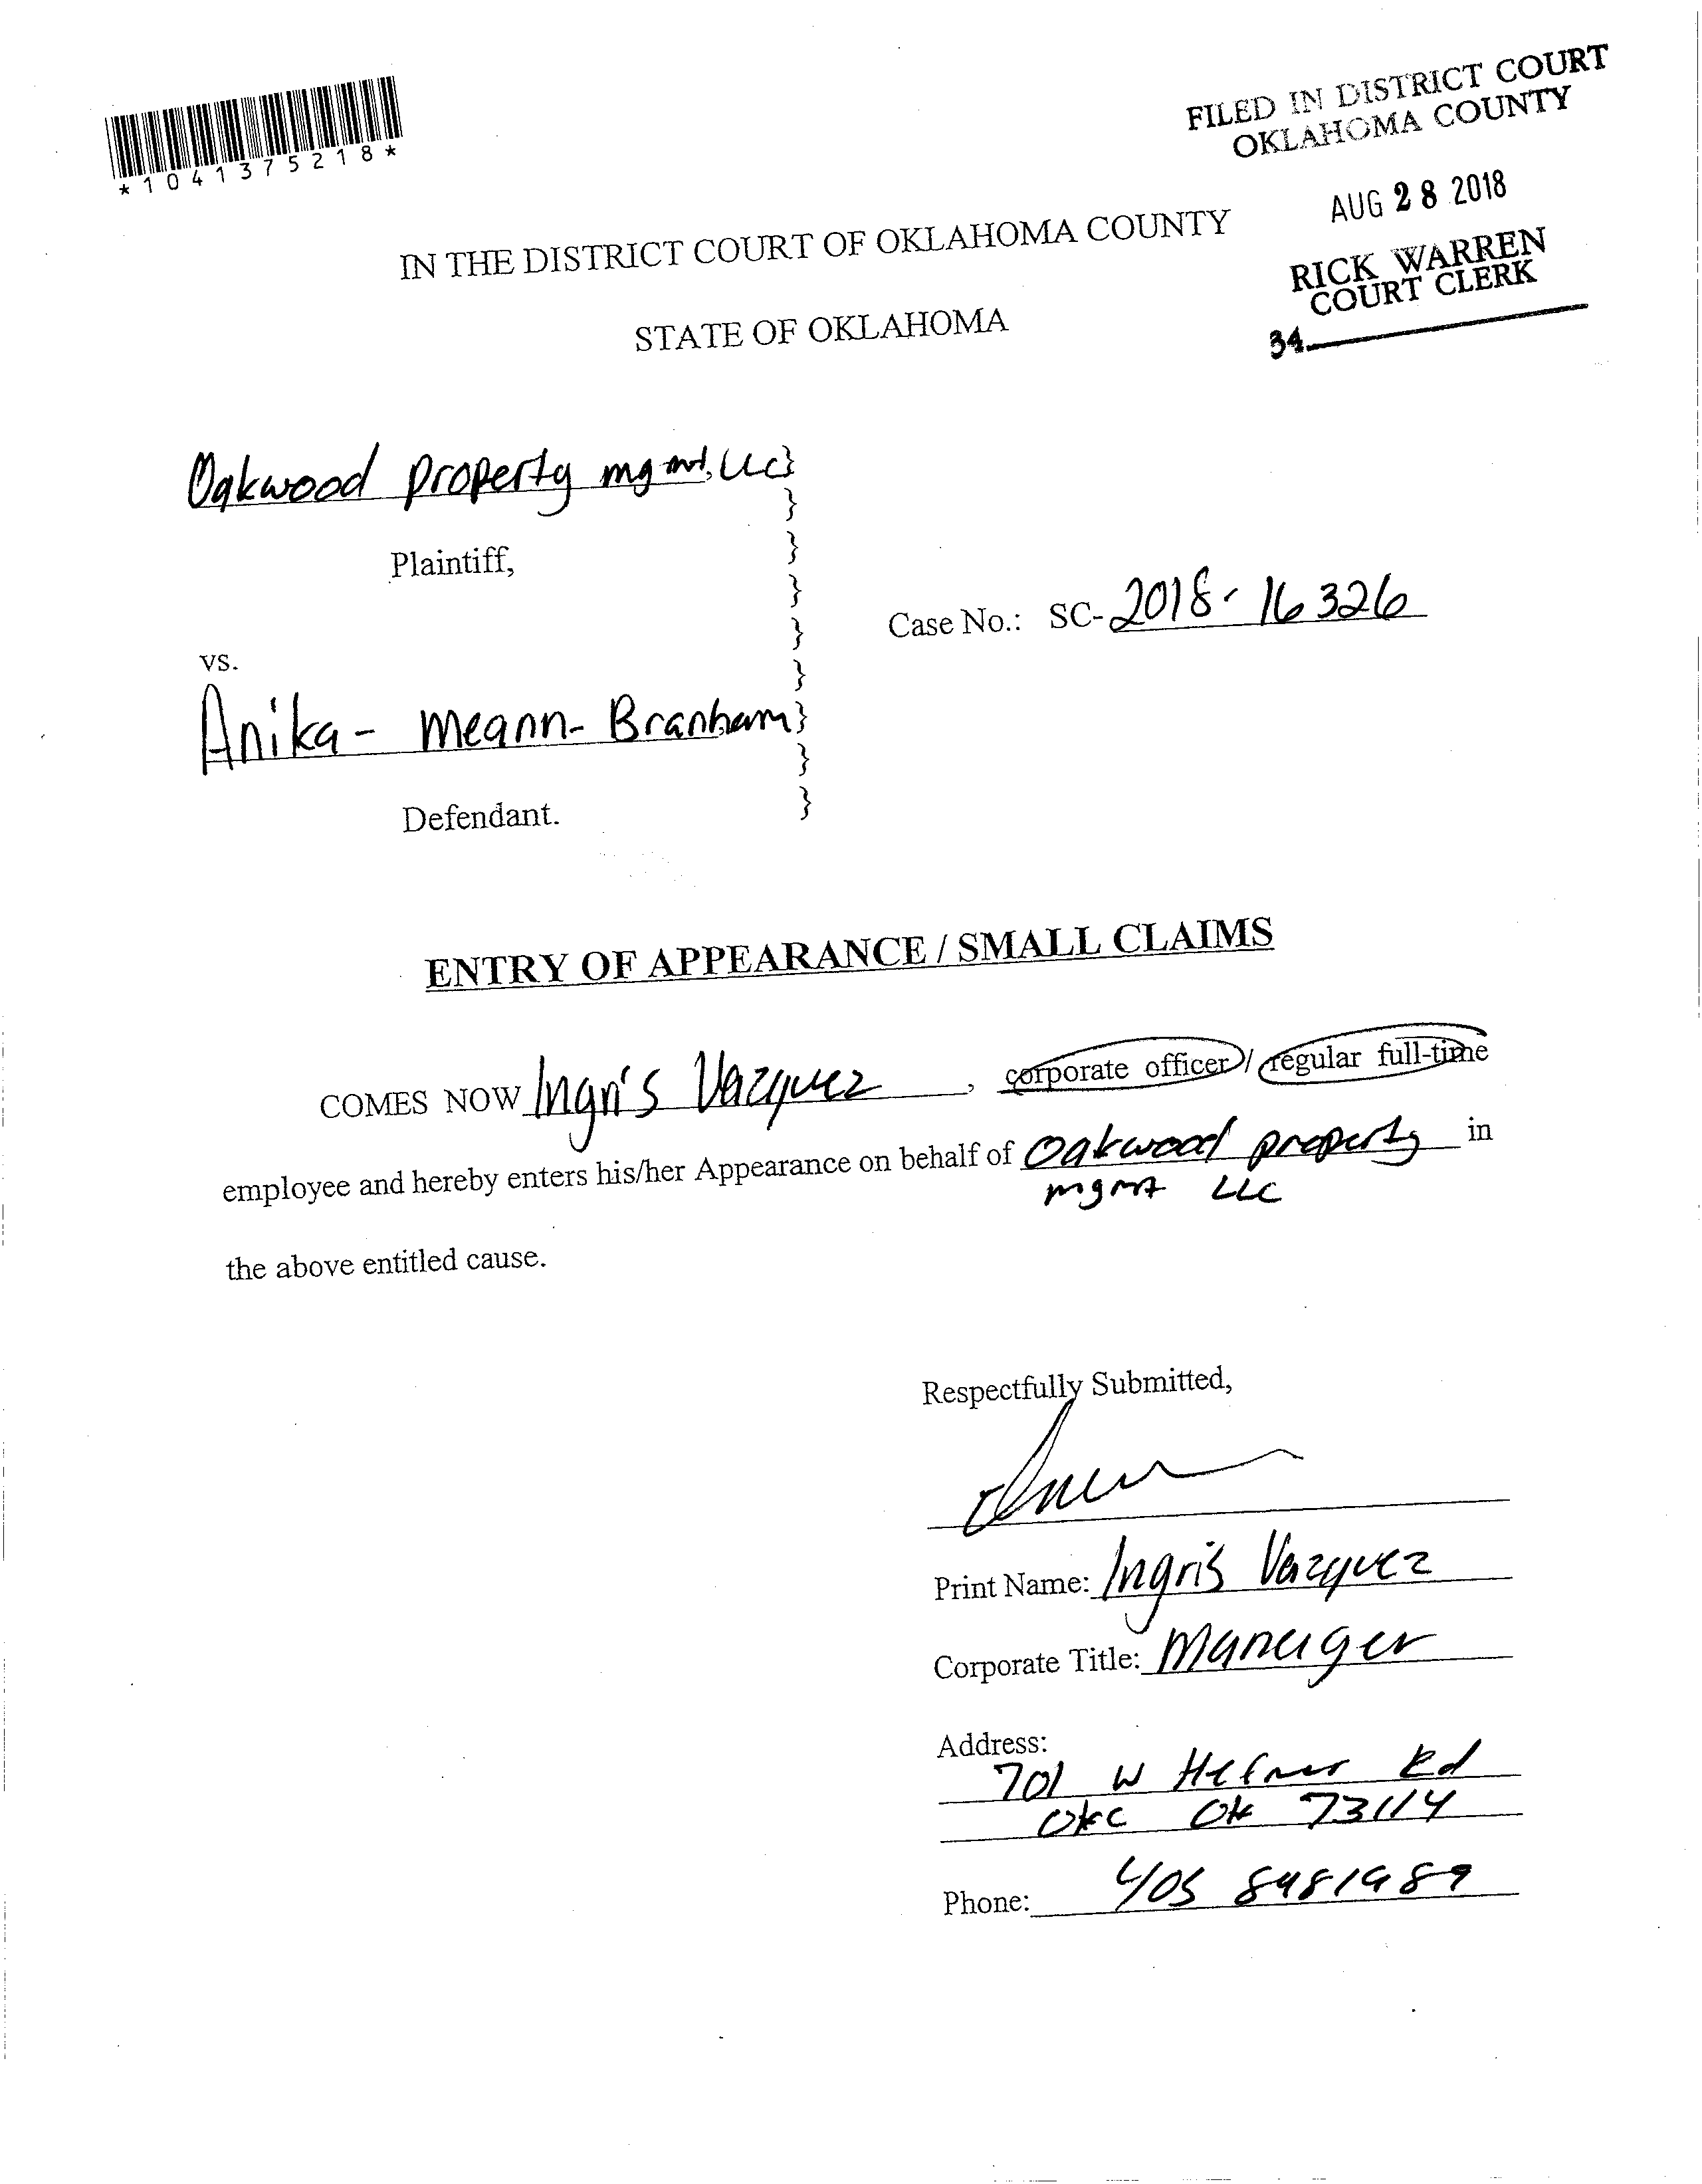 *1041375218*
FILED IN DISTRICT COURT
OKLAHOMA COUNTY
AUG 28 2018
RICK WARREN
COURT CLERK
34
IN THE DISTRICT COURT OF OKLAHOMA COUNTY
STATE OF OKLAHOMA
Oakwood property mgmt, LLC}
}
Plaintiff, }
}
Case No.: SC-2018-16326
}
vs. }
Anika- Meann- Branham}
}
Defendant. }
ENTRY OF APPEARANCE / SMALL CLAIMS
COMES NOW Ingris Vazquez, corporate officer / regular full-time
employee and hereby enters his/her Appearance on behalf of Oakwood property in
mgmt LLC
the above entitled cause.
Respectfully Submitted,
Print Name: Ingris Vazquez
Corporate Title: Manager
Address:
701 W Hefner Rd
OKC OK 73114
Phone: 405 8481989